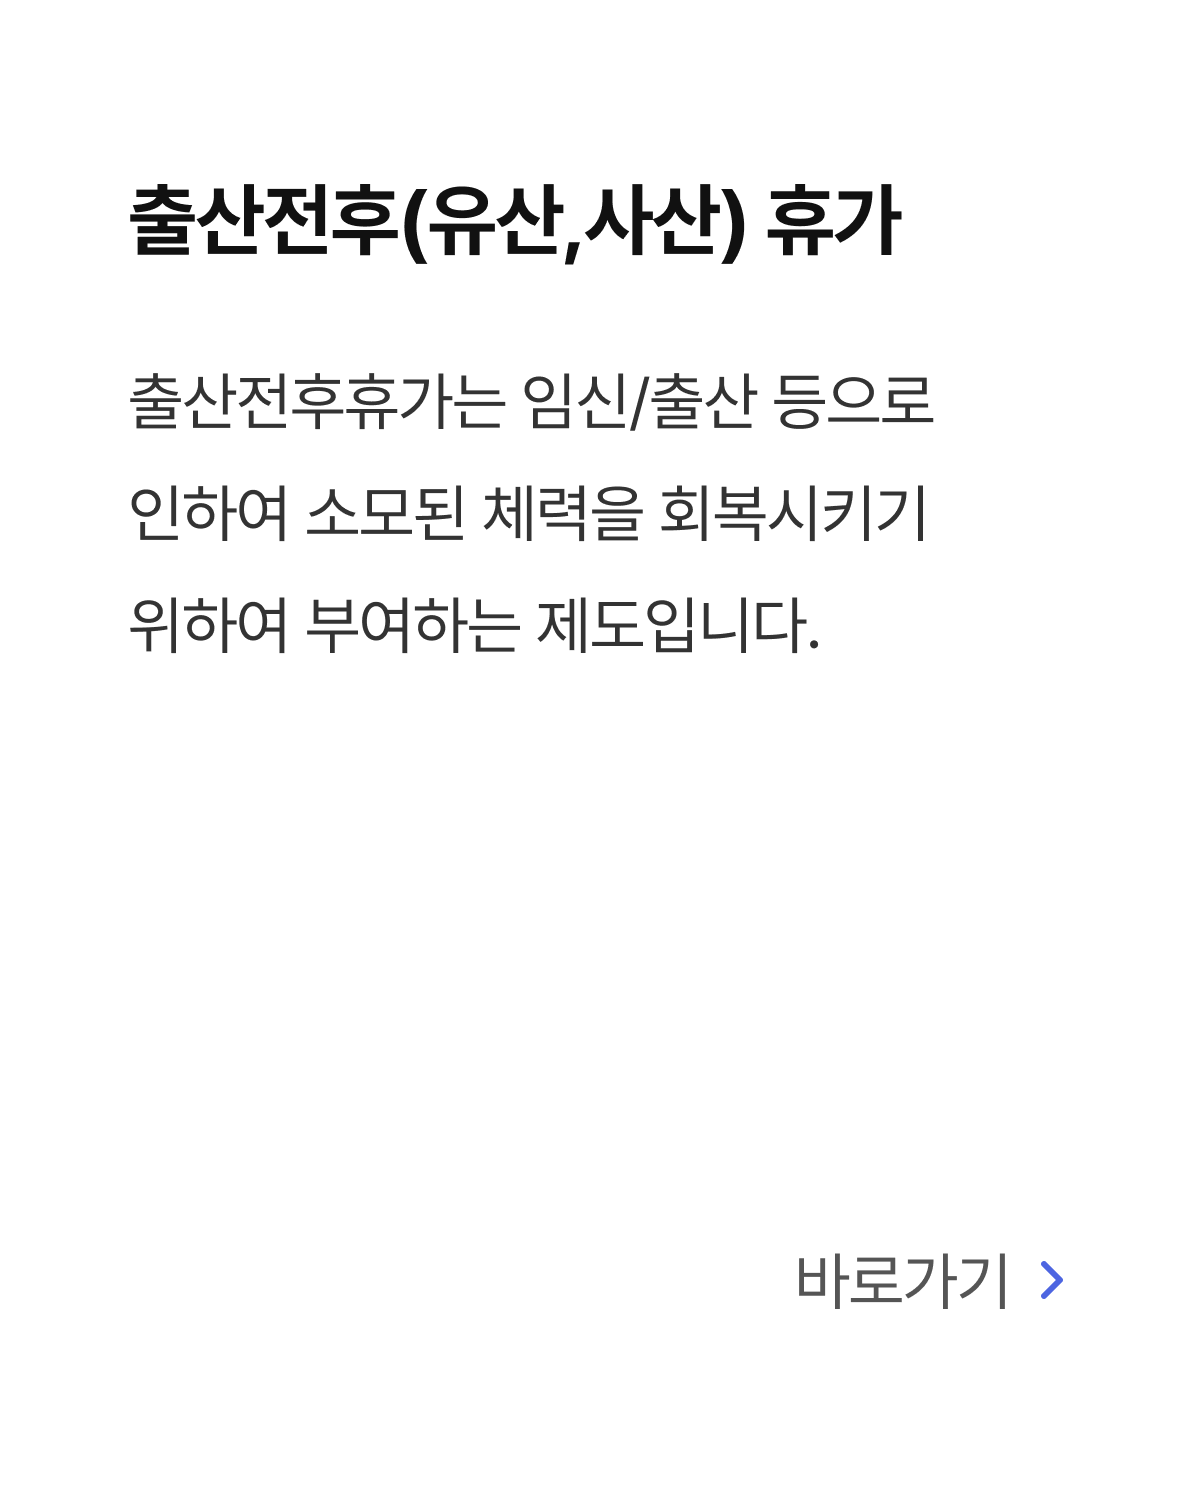 출산전후(유산,사산) 휴가
출산전후휴가는 임신/출산 등으로
인하여 소모된 체력을 회복시키기
위하여 부여하는 제도입니다.
바로가기